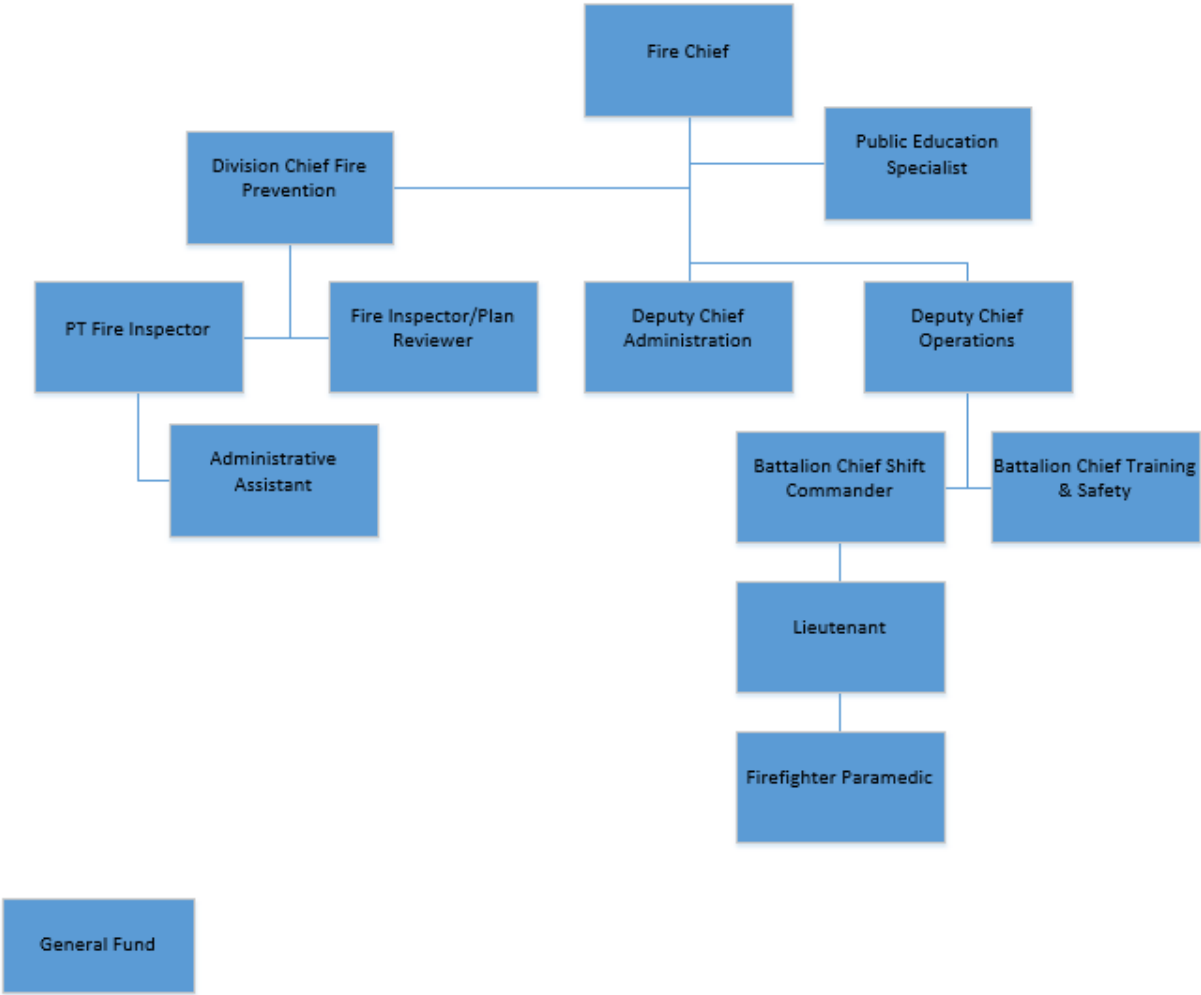 Fire Chief
Public Education
Specialist
Division Chief Fire
Prevention
PT Fire Inspector
Fire Inspector/Plan
Reviewer
Deputy Chief
Administration
Deputy Chief
Operations
Administrative
Assistant
Battalion Chief Shift
Commander
Battalion Chief Training
& Safety
Lieutenant
Firefighter Paramedic
General Fund